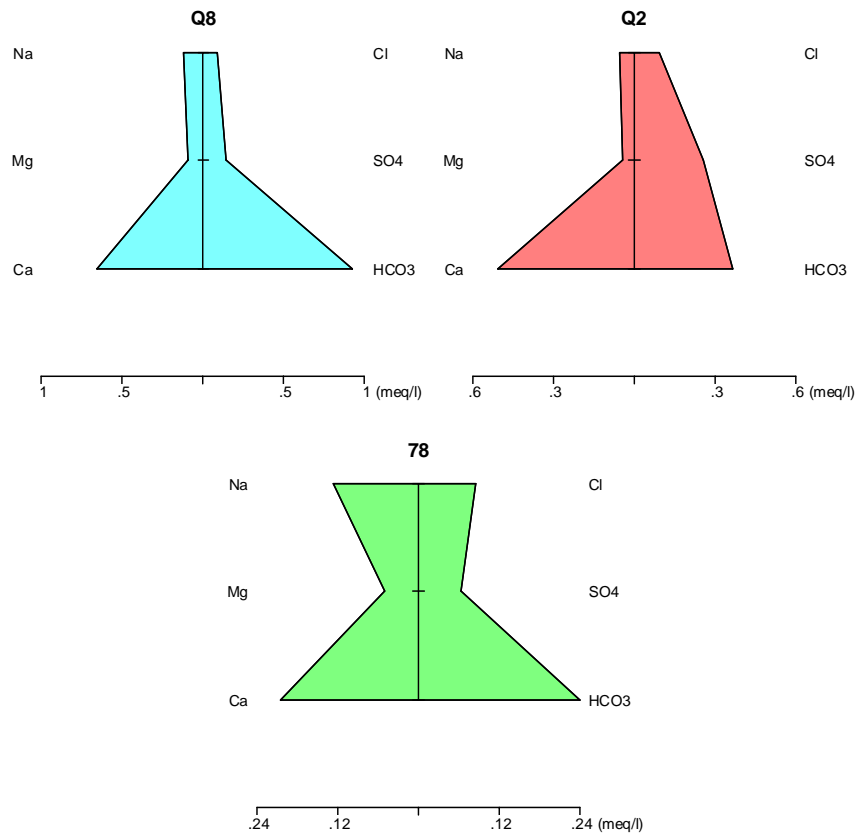 Q8
Na Cl
Mg SO4
Ca HCO3
1 .5 .5 1 (meq/l)
Q2
Na Cl
Mg SO4
Ca HCO3
.6 .3 .3 .6 (meq/l)
78
Na Cl
Mg SO4
Ca HCO3
.24 .12 .12 .24 (meq/l)